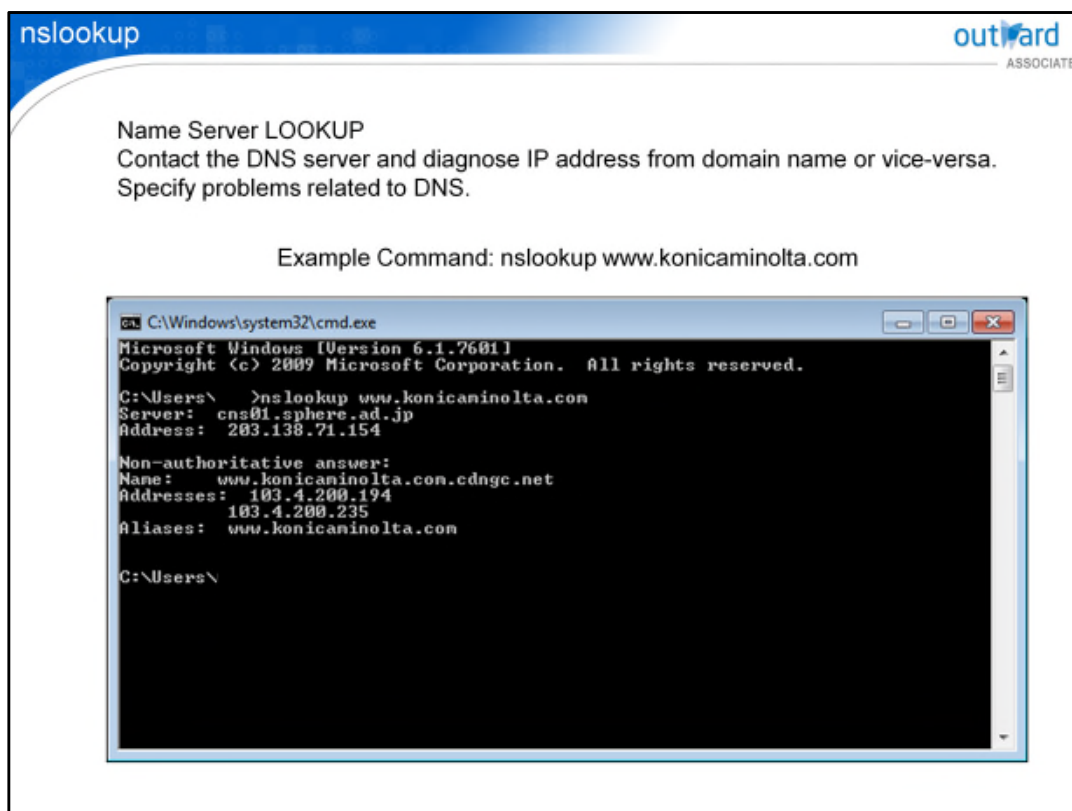 nslookup
outward
ASSOCIATE
Name Server LOOKUP
Contact the DNS server and diagnose IP address from domain name or vice-versa.
Specify problems related to DNS.
Example Command: nslookup www.konicaminolta.com
C:\Windows\system32\cmd.exe
Microsoft Windows [Version 6.1.7601]
Copyright (c) 2009 Microsoft Corporation.  All rights reserved.
C:\Users\    >nslookup www.konicaminolta.com
Server:  cns01.sphere.ad.jp
Address:  203.138.71.154
Non-authoritative answer:
Name:    www.konicaminolta.com.cdngc.net
Addresses:  103.4.200.194
103.4.200.235
Aliases:  www.konicaminolta.com
C:\Users\